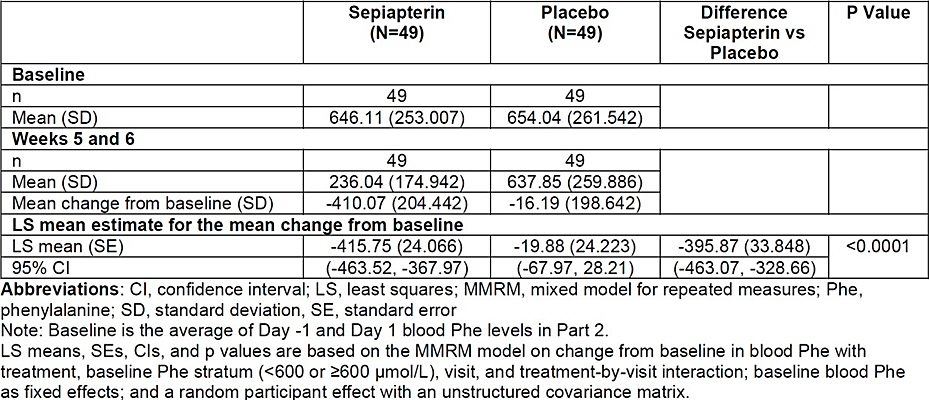 Sepiapterin (N=49) Placebo (N=49) Difference Sepiapterin vs Placebo P Value
Baseline
n 49 49
Mean (SD) 646.11 (253.007) 654.04 (261.542)
Weeks 5 and 6
n 49 49
Mean (SD) 236.04 (174.942) 637.85 (259.886)
Mean change from baseline (SD) -410.07 (204.442) -16.19 (198.642)
LS mean estimate for the mean change from baseline
LS mean (SE) -415.75 (24.066) -19.88 (24.223) -395.87 (33.848) <0.0001
95% CI (-463.52, -367.97) (-67.97, 28.21) (-463.07, -328.66)
Abbreviations: CI, confidence interval; LS, least squares; MMRM, mixed model for repeated measures; Phe,
phenylalanine; SD, standard deviation, SE, standard error
Note: Baseline is the average of Day -1 and Day 1 blood Phe levels in Part 2.
LS means, SEs, CIs, and p values are based on the MMRM model on change from baseline in blood Phe with
treatment, baseline Phe stratum (<600 or ≥600 μmol/L), visit, and treatment-by-visit interaction; baseline blood Phe
as fixed effects; and a random participant effect with an unstructured covariance matrix.